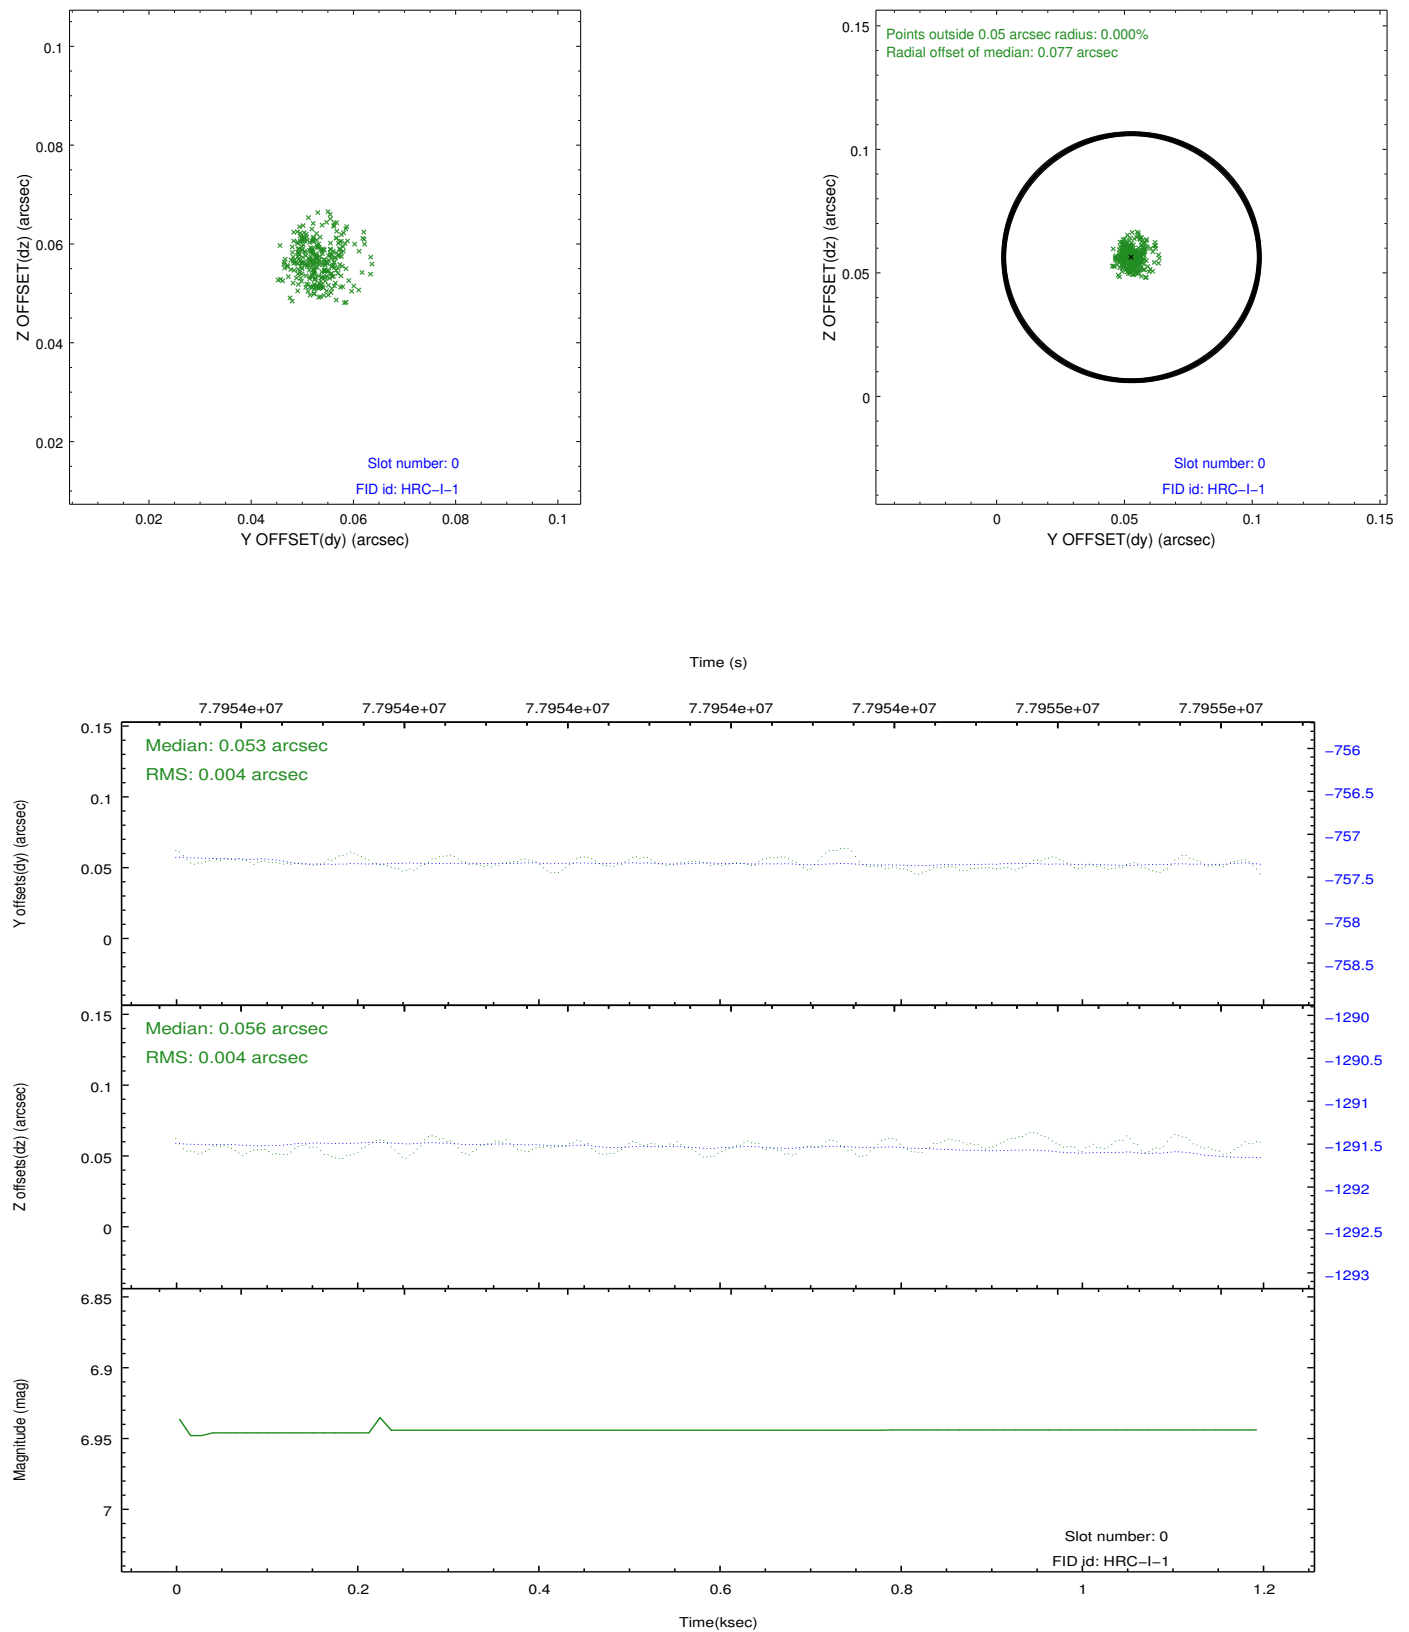 0.1
0.08
0.06
0.04
0.02
Z OFFSET(dz) (arcsec)
Slot number: 0
FID id: HRC−I−1
0.02 0.04 0.06 0.08 0.1
Y OFFSET(dy) (arcsec)
Points outside 0.05 arcsec radius: 0.000%
Radial offset of median: 0.077 arcsec
0.15
0.1
0.05
0
Z OFFSET(dz) (arcsec)
Slot number: 0
FID id: HRC−I−1
0 0.05 0.1 0.15
Y OFFSET(dy) (arcsec)
Time (s)
7.7954e+07 7.7954e+07 7.7954e+07 7.7954e+07 7.7954e+07 7.7955e+07 7.7955e+07
Median: 0.053 arcsec
RMS: 0.004 arcsec
0.15
0.1
0.05
0
Y offsets(dy) (arcsec)
−756
−756.5
−757
−757.5
−758
−758.5
Median: 0.056 arcsec
RMS: 0.004 arcsec
0.15
0.1
0.05
0
Z offsets(dz) (arcsec)
−1290
−1290.5
−1291
−1291.5
−1292
−1292.5
−1293
6.85
6.9
6.95
7
Magnitude (mag)
Slot number: 0
FID id: HRC−I−1
0 0.2 0.4 0.6 0.8 1 1.2
Time(ksec)